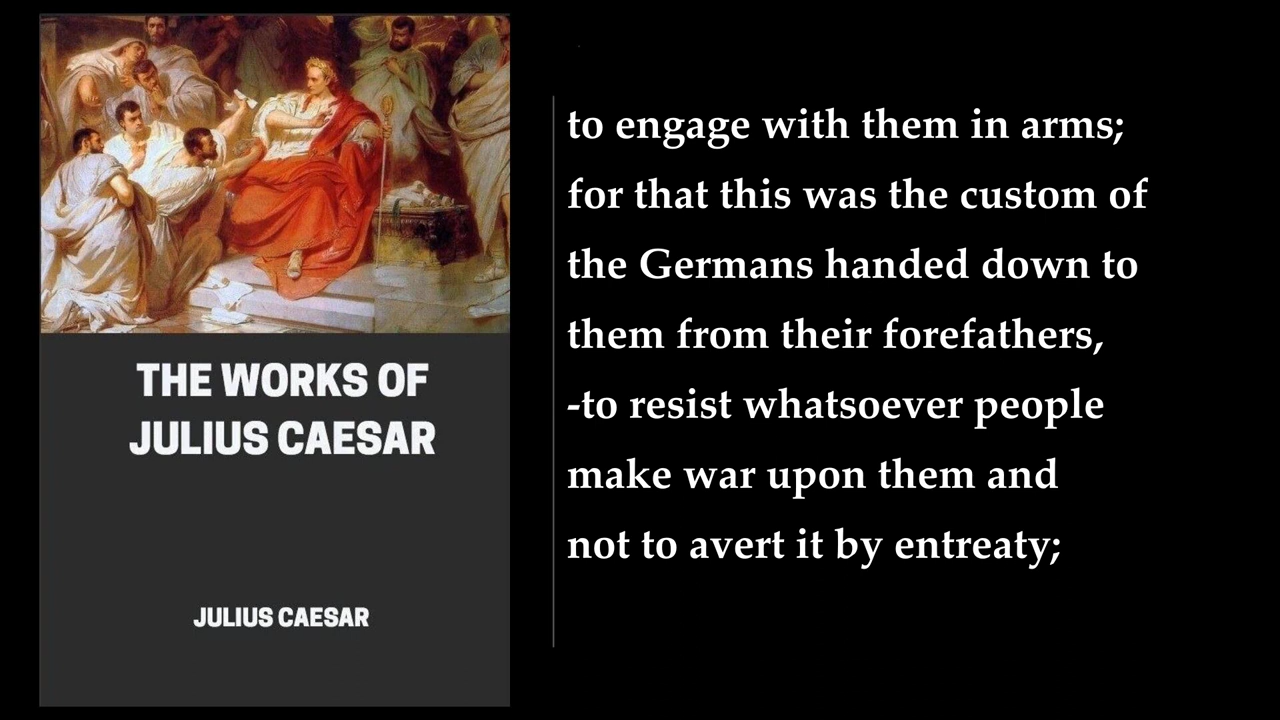 THE WORKS OF
JULIUS CAESAR
JULIUS CAESAR
to engage with them in arms;
for that this was the custom of
the Germans handed down to
them from their forefathers,
-to resist whatsoever people
make war upon them and
not to avert it by entreaty;